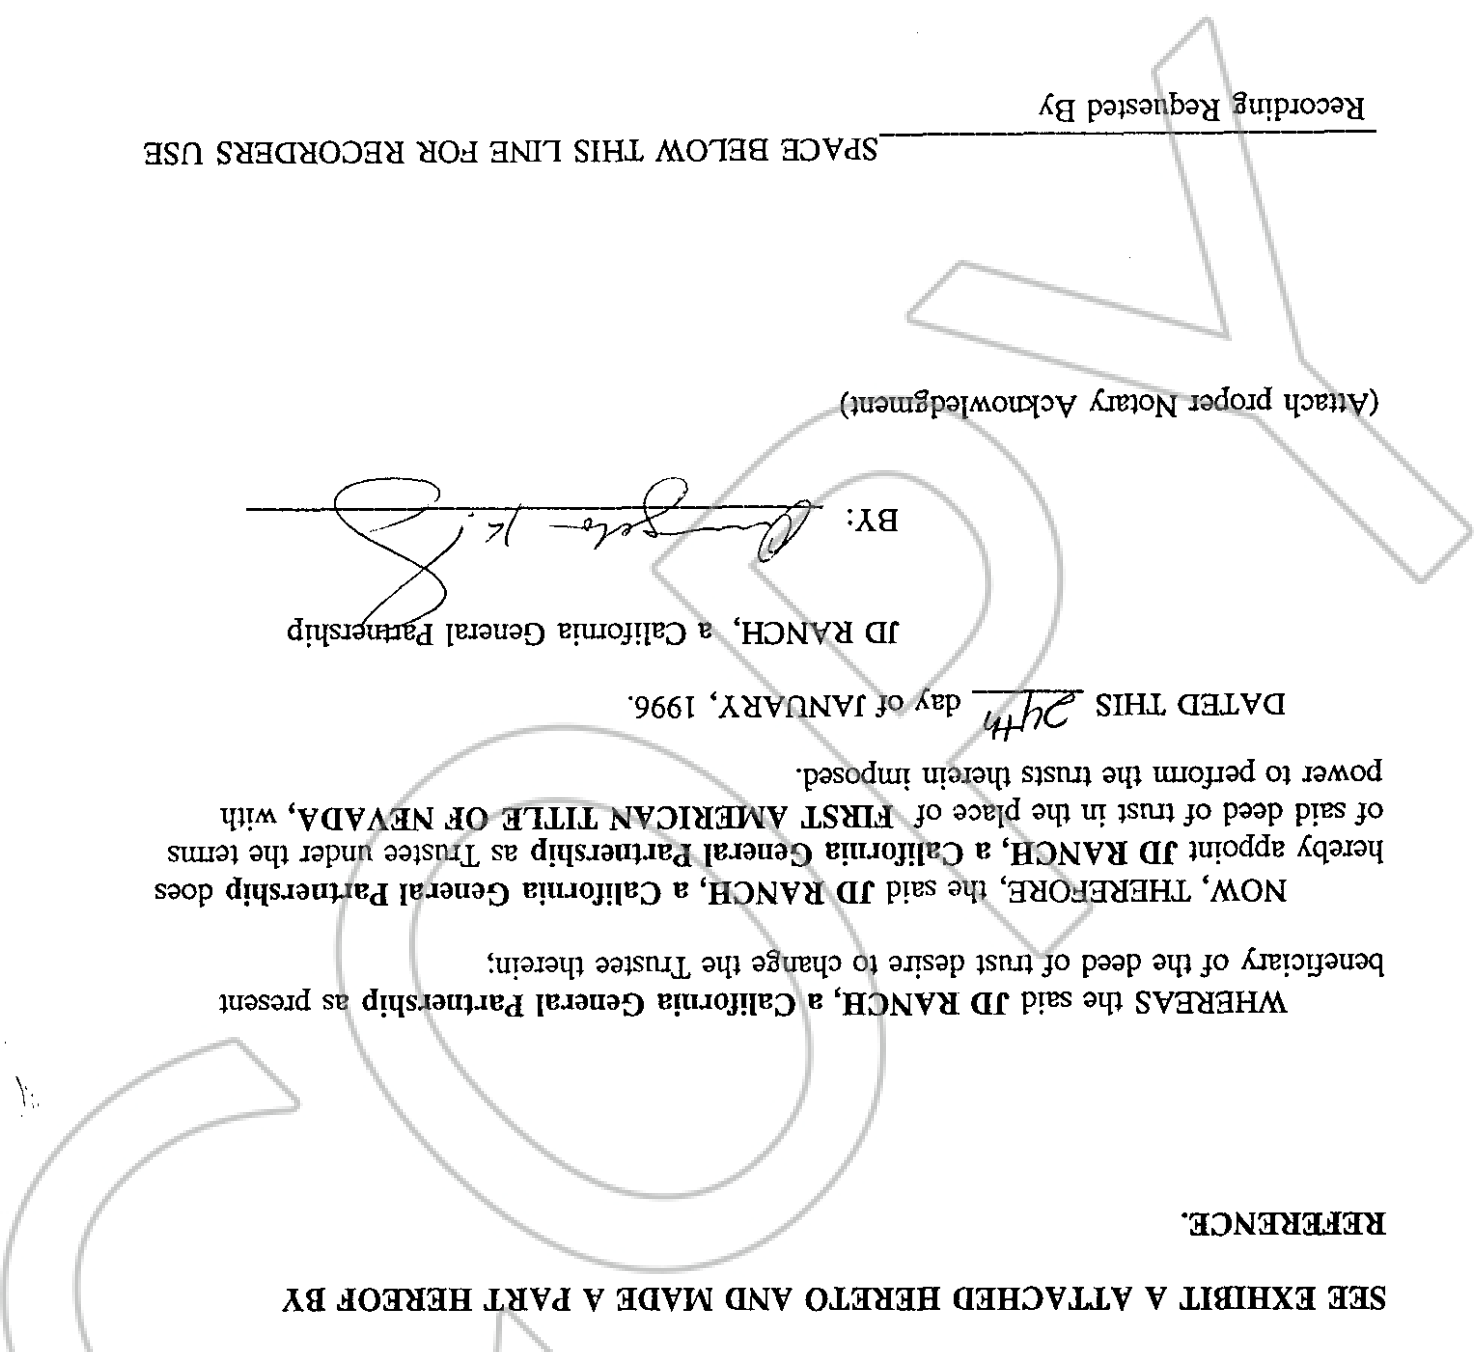 SEE EXHIBIT A ATTACHED HERETO AND MADE A PART HEREOF BY
REFERENCE.
WHEREAS the said JD RANCH, a California General Partnership as present
beneficiary of the deed of trust desire to change the Trustee therein;
NOW, THEREFORE, the said JD RANCH, a California General Partnership does
hereby appoint JD RANCH, a California General Partnership as Trustee under the terms
of said deed of trust in the place of FIRST AMERICAN TITLE OF NEVADA, with
power to perform the trusts therein imposed.
DATED THIS 24th day of JANUARY, 1996.
JD RANCH, a California General Partnership
BY:
(Attach proper Notary Acknowledgment)
SPACE BELOW THIS LINE FOR RECORDERS USE
Recording Requested By
COPY